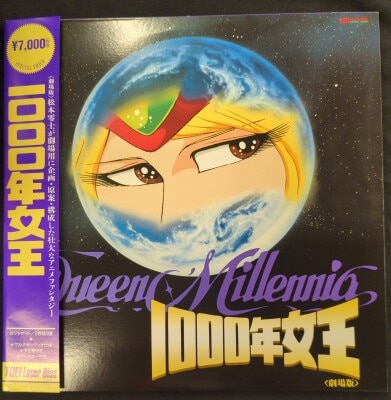 ¥7,000
1000年女王
〈劇場版〉松本零士が劇場用に企画・原案・構成した壮大なアニメファンタジー
TOEI Laser Disc
Queen Millennia
1000年女王
〈劇場版〉